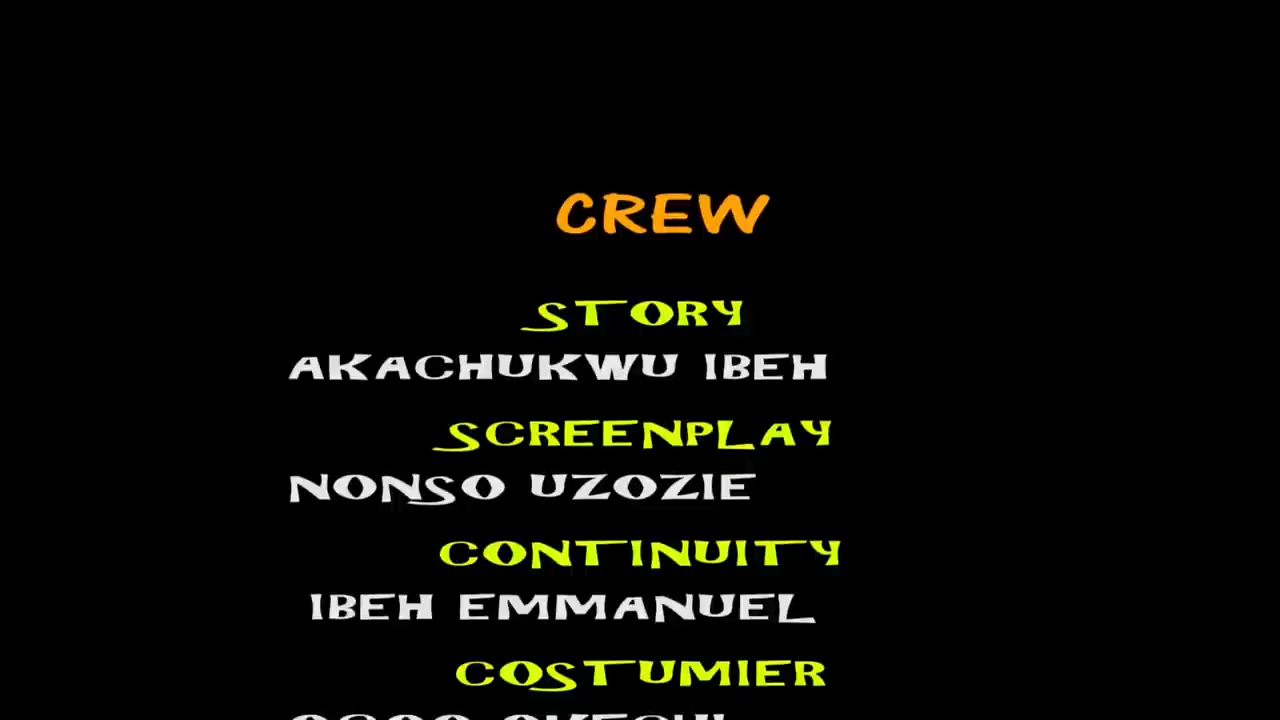 CREW
STORY
AKACHUKWU IBEH
SCREENPLAY
NONSO UZOZIE
CONTINUITY
IBEH EMMANUEL
COSTUMIER